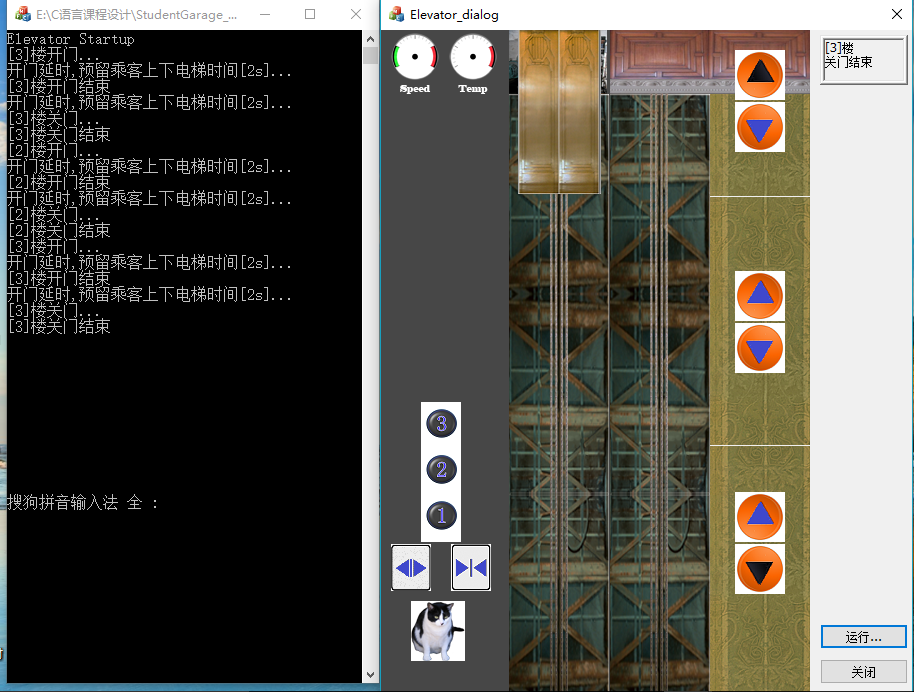 E:\C语言课程设计\StudentGarage_...
Elevator Startup
[3]楼开门...
开门延时,预留乘客上下电梯时间[2s]...
[3]楼开门结束
开门延时,预留乘客上下电梯时间[2s]...
[3]楼关门...
[3]楼关门结束
[2]楼开门...
开门延时,预留乘客上下电梯时间[2s]...
[2]楼开门结束
开门延时,预留乘客上下电梯时间[2s]...
[2]楼关门...
[2]楼关门结束
[3]楼开门...
开门延时,预留乘客上下电梯时间[2s]...
[3]楼开门结束
开门延时,预留乘客上下电梯时间[2s]...
[3]楼关门...
[3]楼关门结束
搜狗拼音输入法 全 :
Elevator_dialog
Speed
Temp
3
2
1
[3]楼
关门结束
运行...
关闭